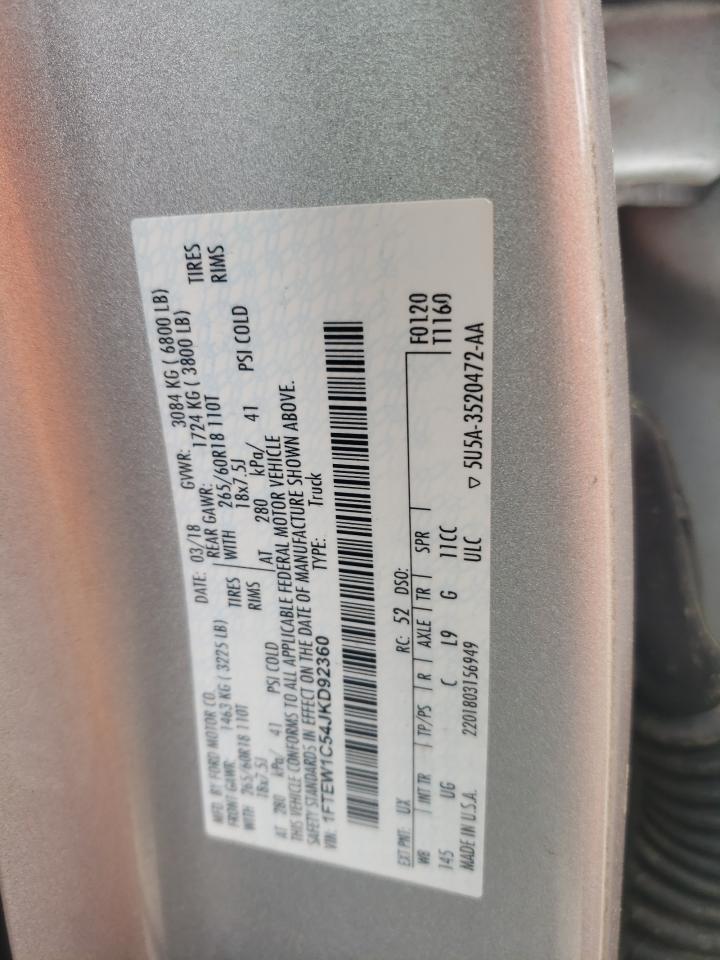 MFD. BY FORD MOTOR CO. DATE: 03/18 GVWR: 3084 KG ( 6800 LB)
FRONT GAWR: 1463 KG ( 3225 LB) REAR GAWR: 1724 KG ( 3800 LB)
WITH 265/60R18 110T TIRES WITH 265/60R18 110T TIRES
18x7.5J RIMS 18x7.5J RIMS
AT 280 kPa/ 41 PSI COLD AT 280 kPa/ 41 PSI COLD
THIS VEHICLE CONFORMS TO ALL APPLICABLE FEDERAL MOTOR VEHICLE
SAFETY STANDARDS IN EFFECT ON THE DATE OF MANUFACTURE SHOWN ABOVE.
VIN: 1FTEW1C54JKD92360 TYPE: Truck
EXT PNT: UX RC: 52 DSO: F0120
WB INT TR TP/PS R AXLE TR SPR T1160
145 UG C L9 G 11CC
MADE IN U.S.A. 2201803156949 ULC ▽ 5U5A-3520472-AA